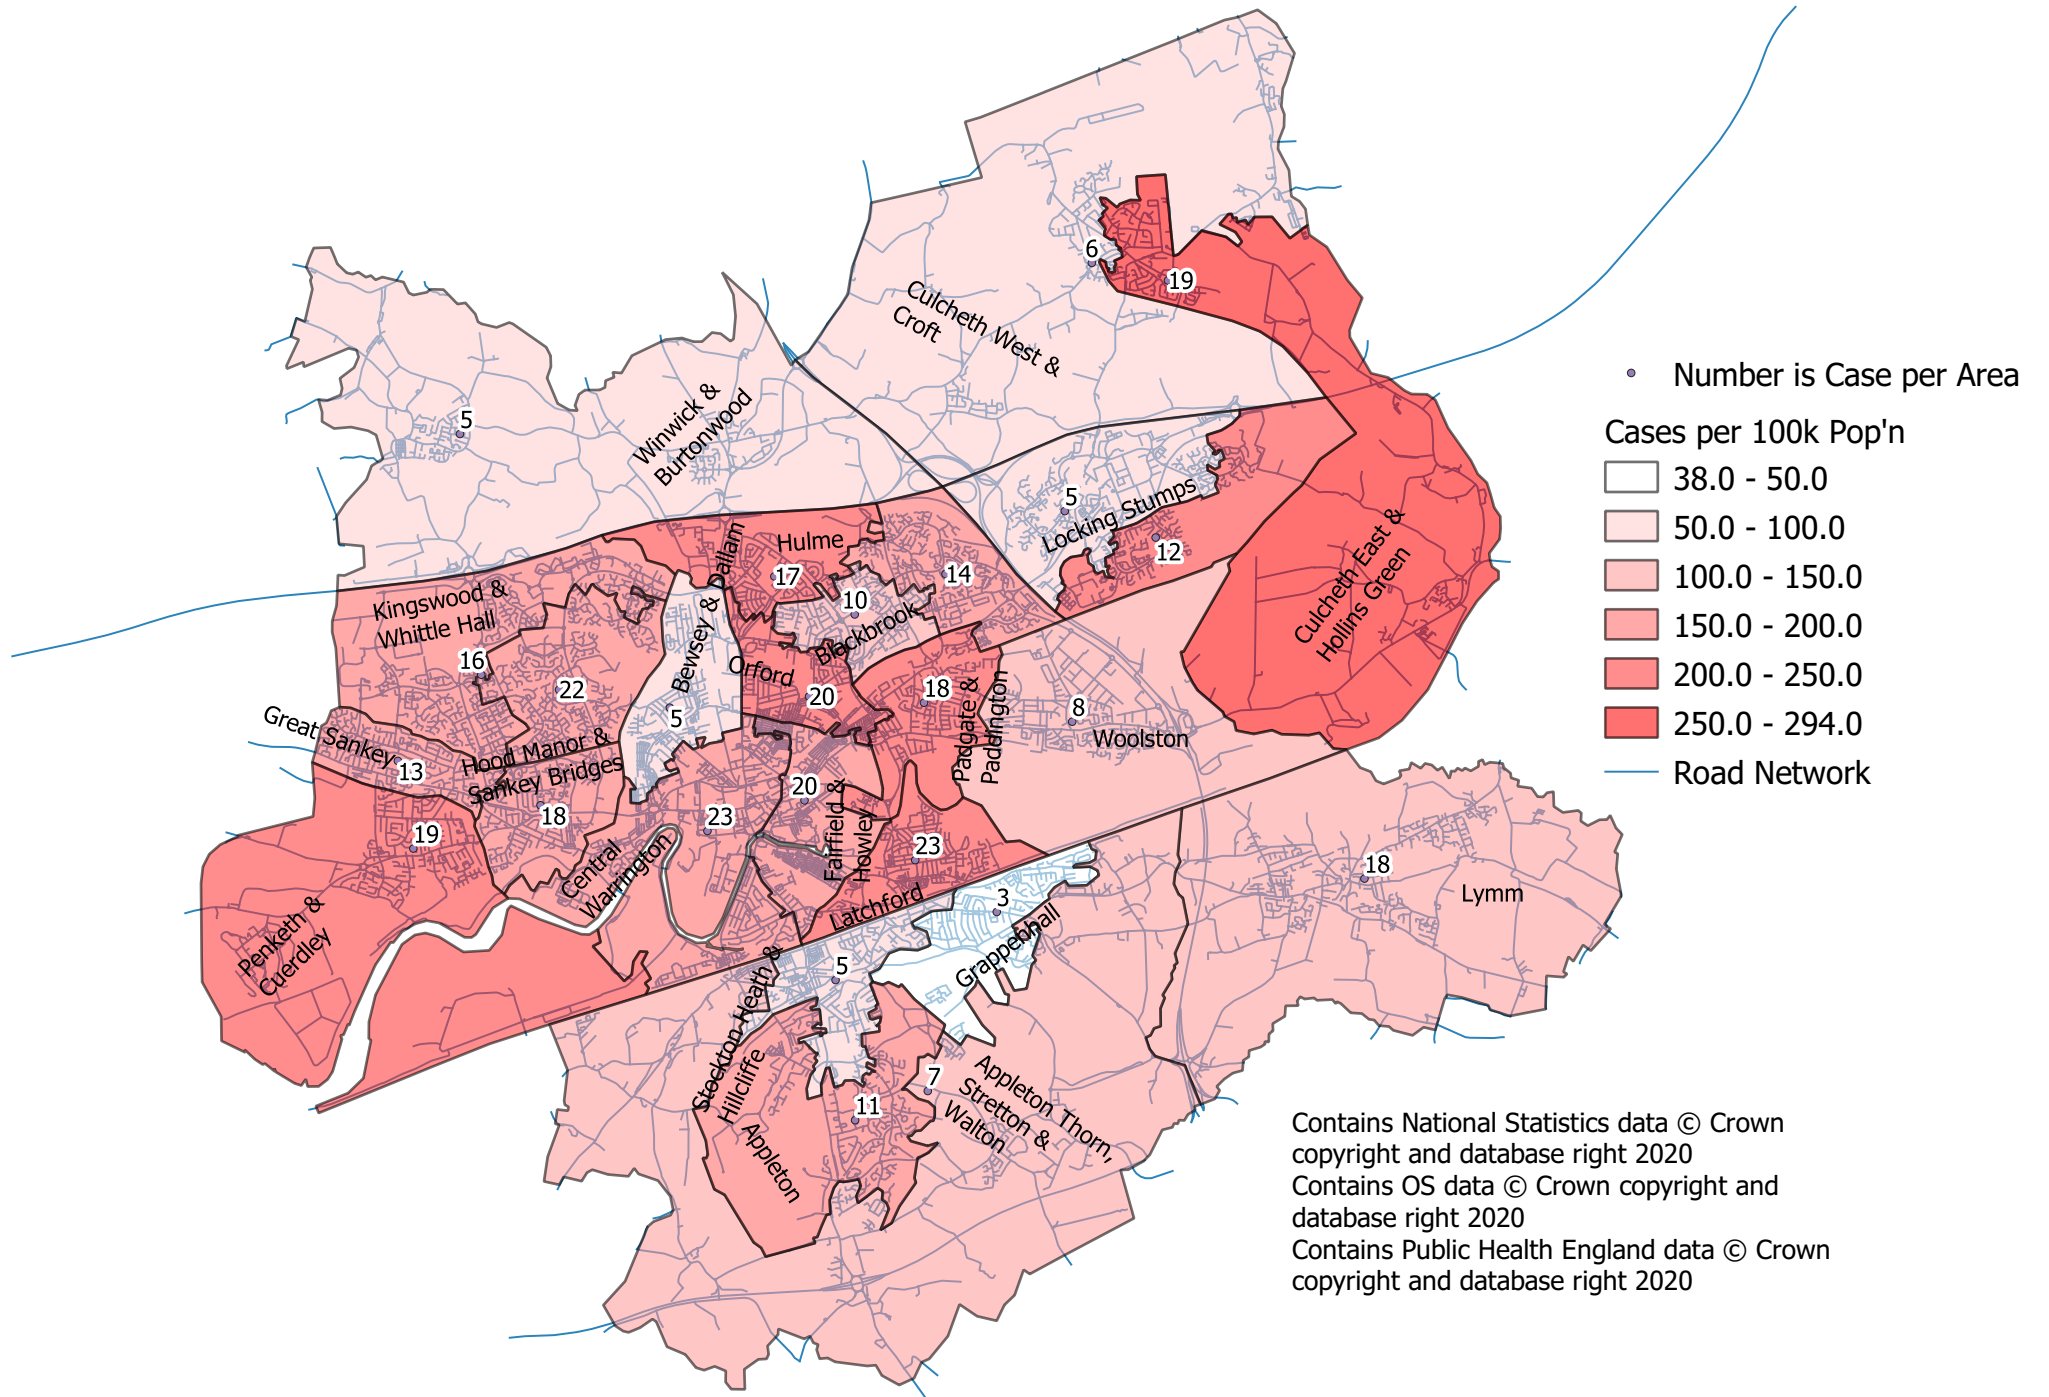 6
19
Culcheth West &
Croft
5
Winwick &
Burtonwood
Number is Case per Area
Cases per 100k Pop'n
38.0 - 50.0
50.0 - 100.0
100.0 - 150.0
150.0 - 200.0
200.0 - 250.0
250.0 - 294.0
Road Network
5
Locking Stumps
12
Culcheth East &
Hollins Green
Hulme
17
14
10
Blackbrook
Bewsey & Dallam
5
Kingswood &
Whittle Hall
16
22
Orford
20
18
Padgate &
Paddington
8
Woolston
Great Sankey
13
Hood Manor &
Sankey Bridges
18
19
Penketh &
Cuerdley
23
Central
Warrington
20
Fairfield &
Howley
23
Latchford
3
Grappenhall
18
Lymm
5
Stockton Heath &
Hillcliffe
11
Appleton
7
Appleton Thorn,
Stretton &
Walton
Contains National Statistics data © Crown
copyright and database right 2020
Contains OS data © Crown copyright and
database right 2020
Contains Public Health England data © Crown
copyright and database right 2020